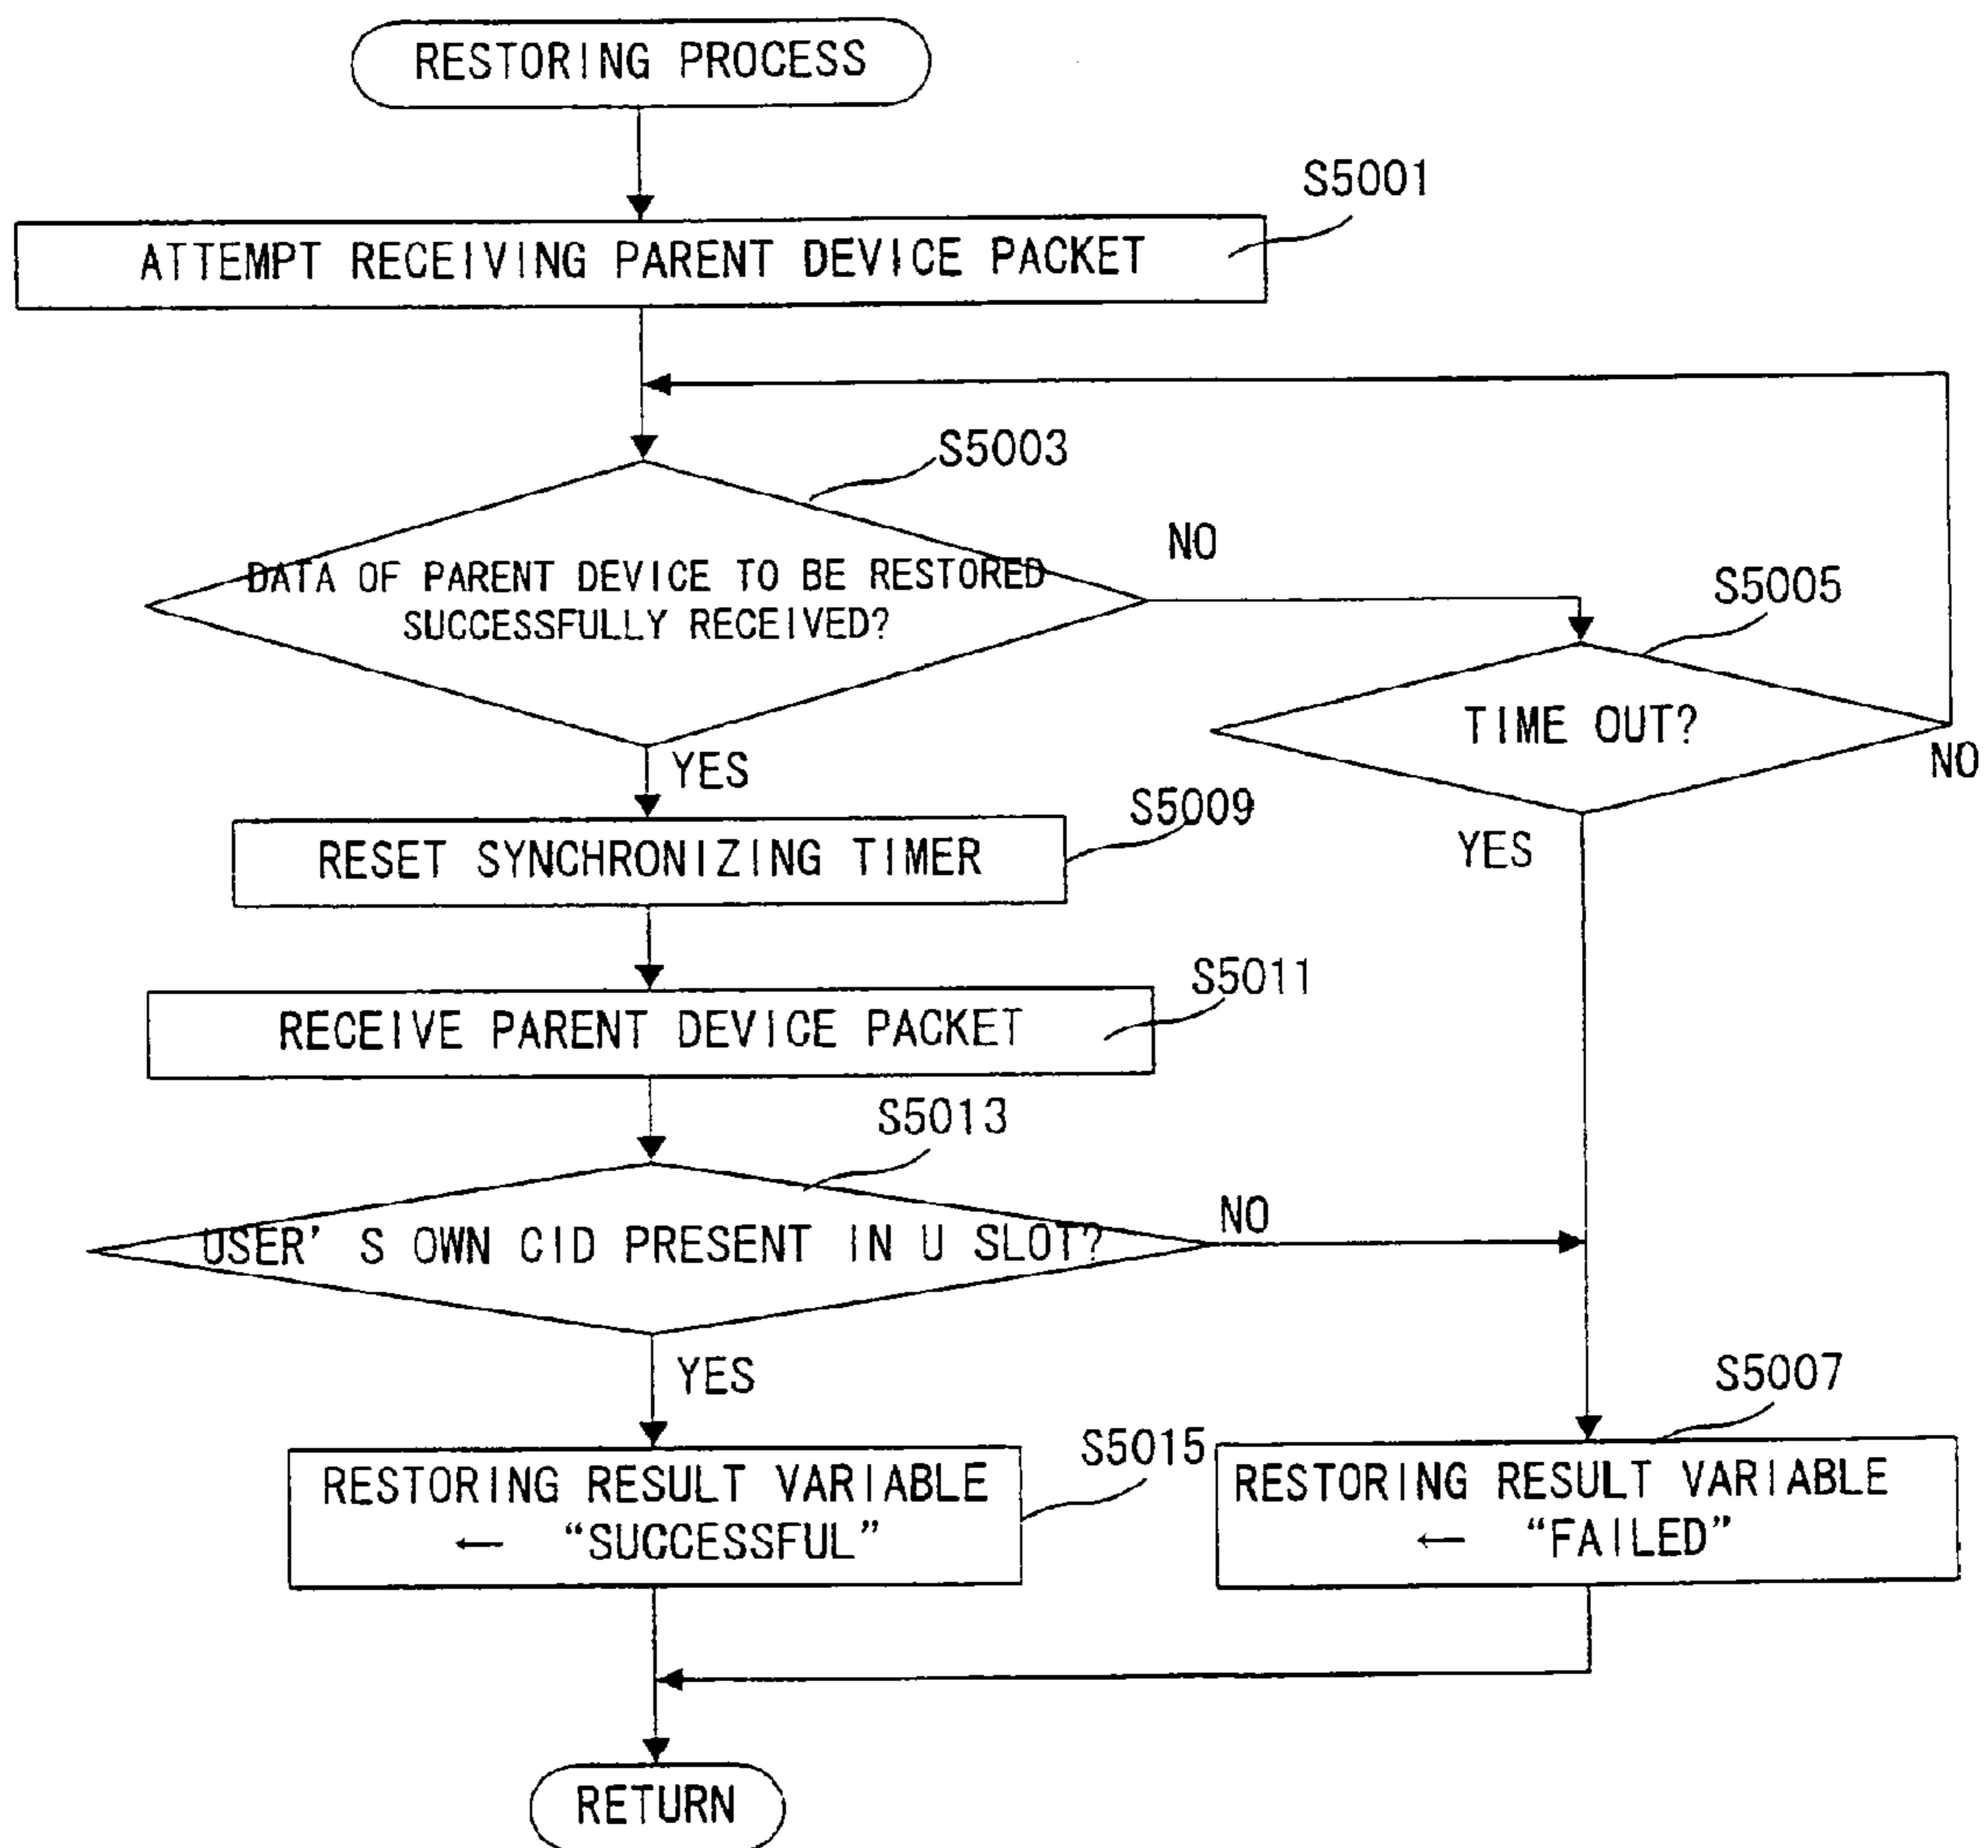 RESTORING PROCESS
S5001
ATTEMPT RECEIVING PARENT DEVICE PACKET
S5003
DATA OF PARENT DEVICE TO BE RESTORED
SUCCESSFULLY RECEIVED?
NO
S5005
TIME OUT?
NO
YES
YES
S5009
RESET SYNCHRONIZING TIMER
S5011
RECEIVE PARENT DEVICE PACKET
S5013
USER' S OWN CID PRESENT IN U SLOT?
NO
YES
S5015
RESTORING RESULT VARIABLE
← “SUCCESSFUL”
S5007
RESTORING RESULT VARIABLE
← “FAILED”
RETURN